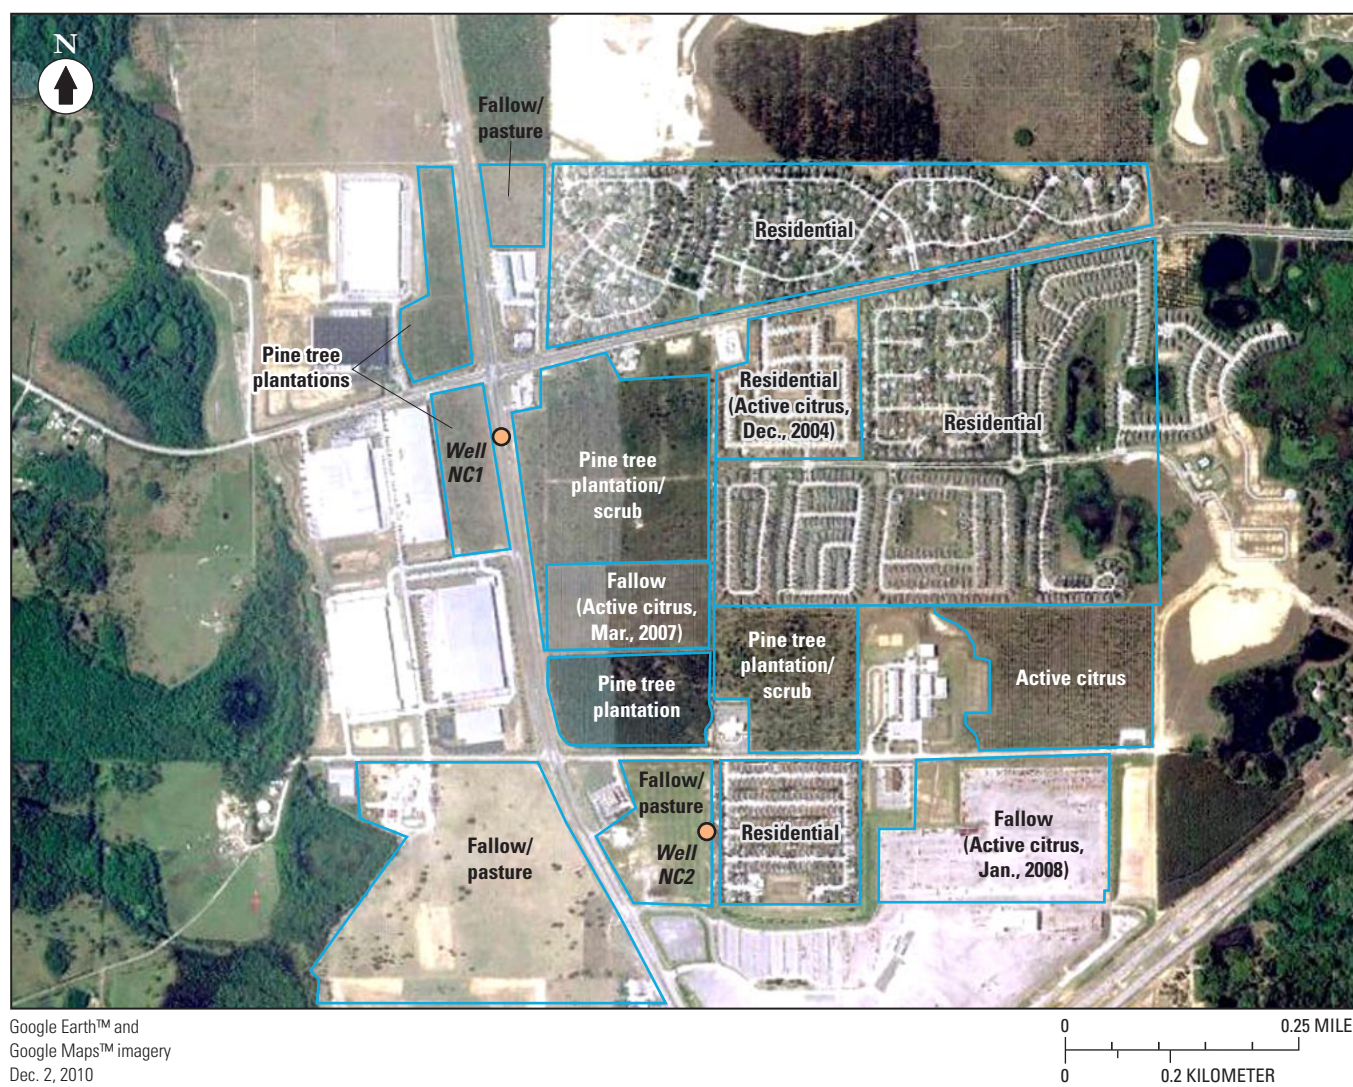 N
Fallow/
pasture
Residential
Pine tree
plantations
Residential
(Active citrus,
Dec., 2004)
Residential
Well
NC1
Pine tree
plantation/
scrub
Fallow
(Active citrus,
Mar., 2007)
Pine tree
plantation/
scrub
Active citrus
Pine tree
plantation
Fallow/
pasture
Fallow/
pasture
Residential
Fallow
(Active citrus,
Jan., 2008)
Well
NC2
Google Earth™ and
Google Maps™ imagery
Dec. 2, 2010
0 0.25 MILE
0 0.2 KILOMETER